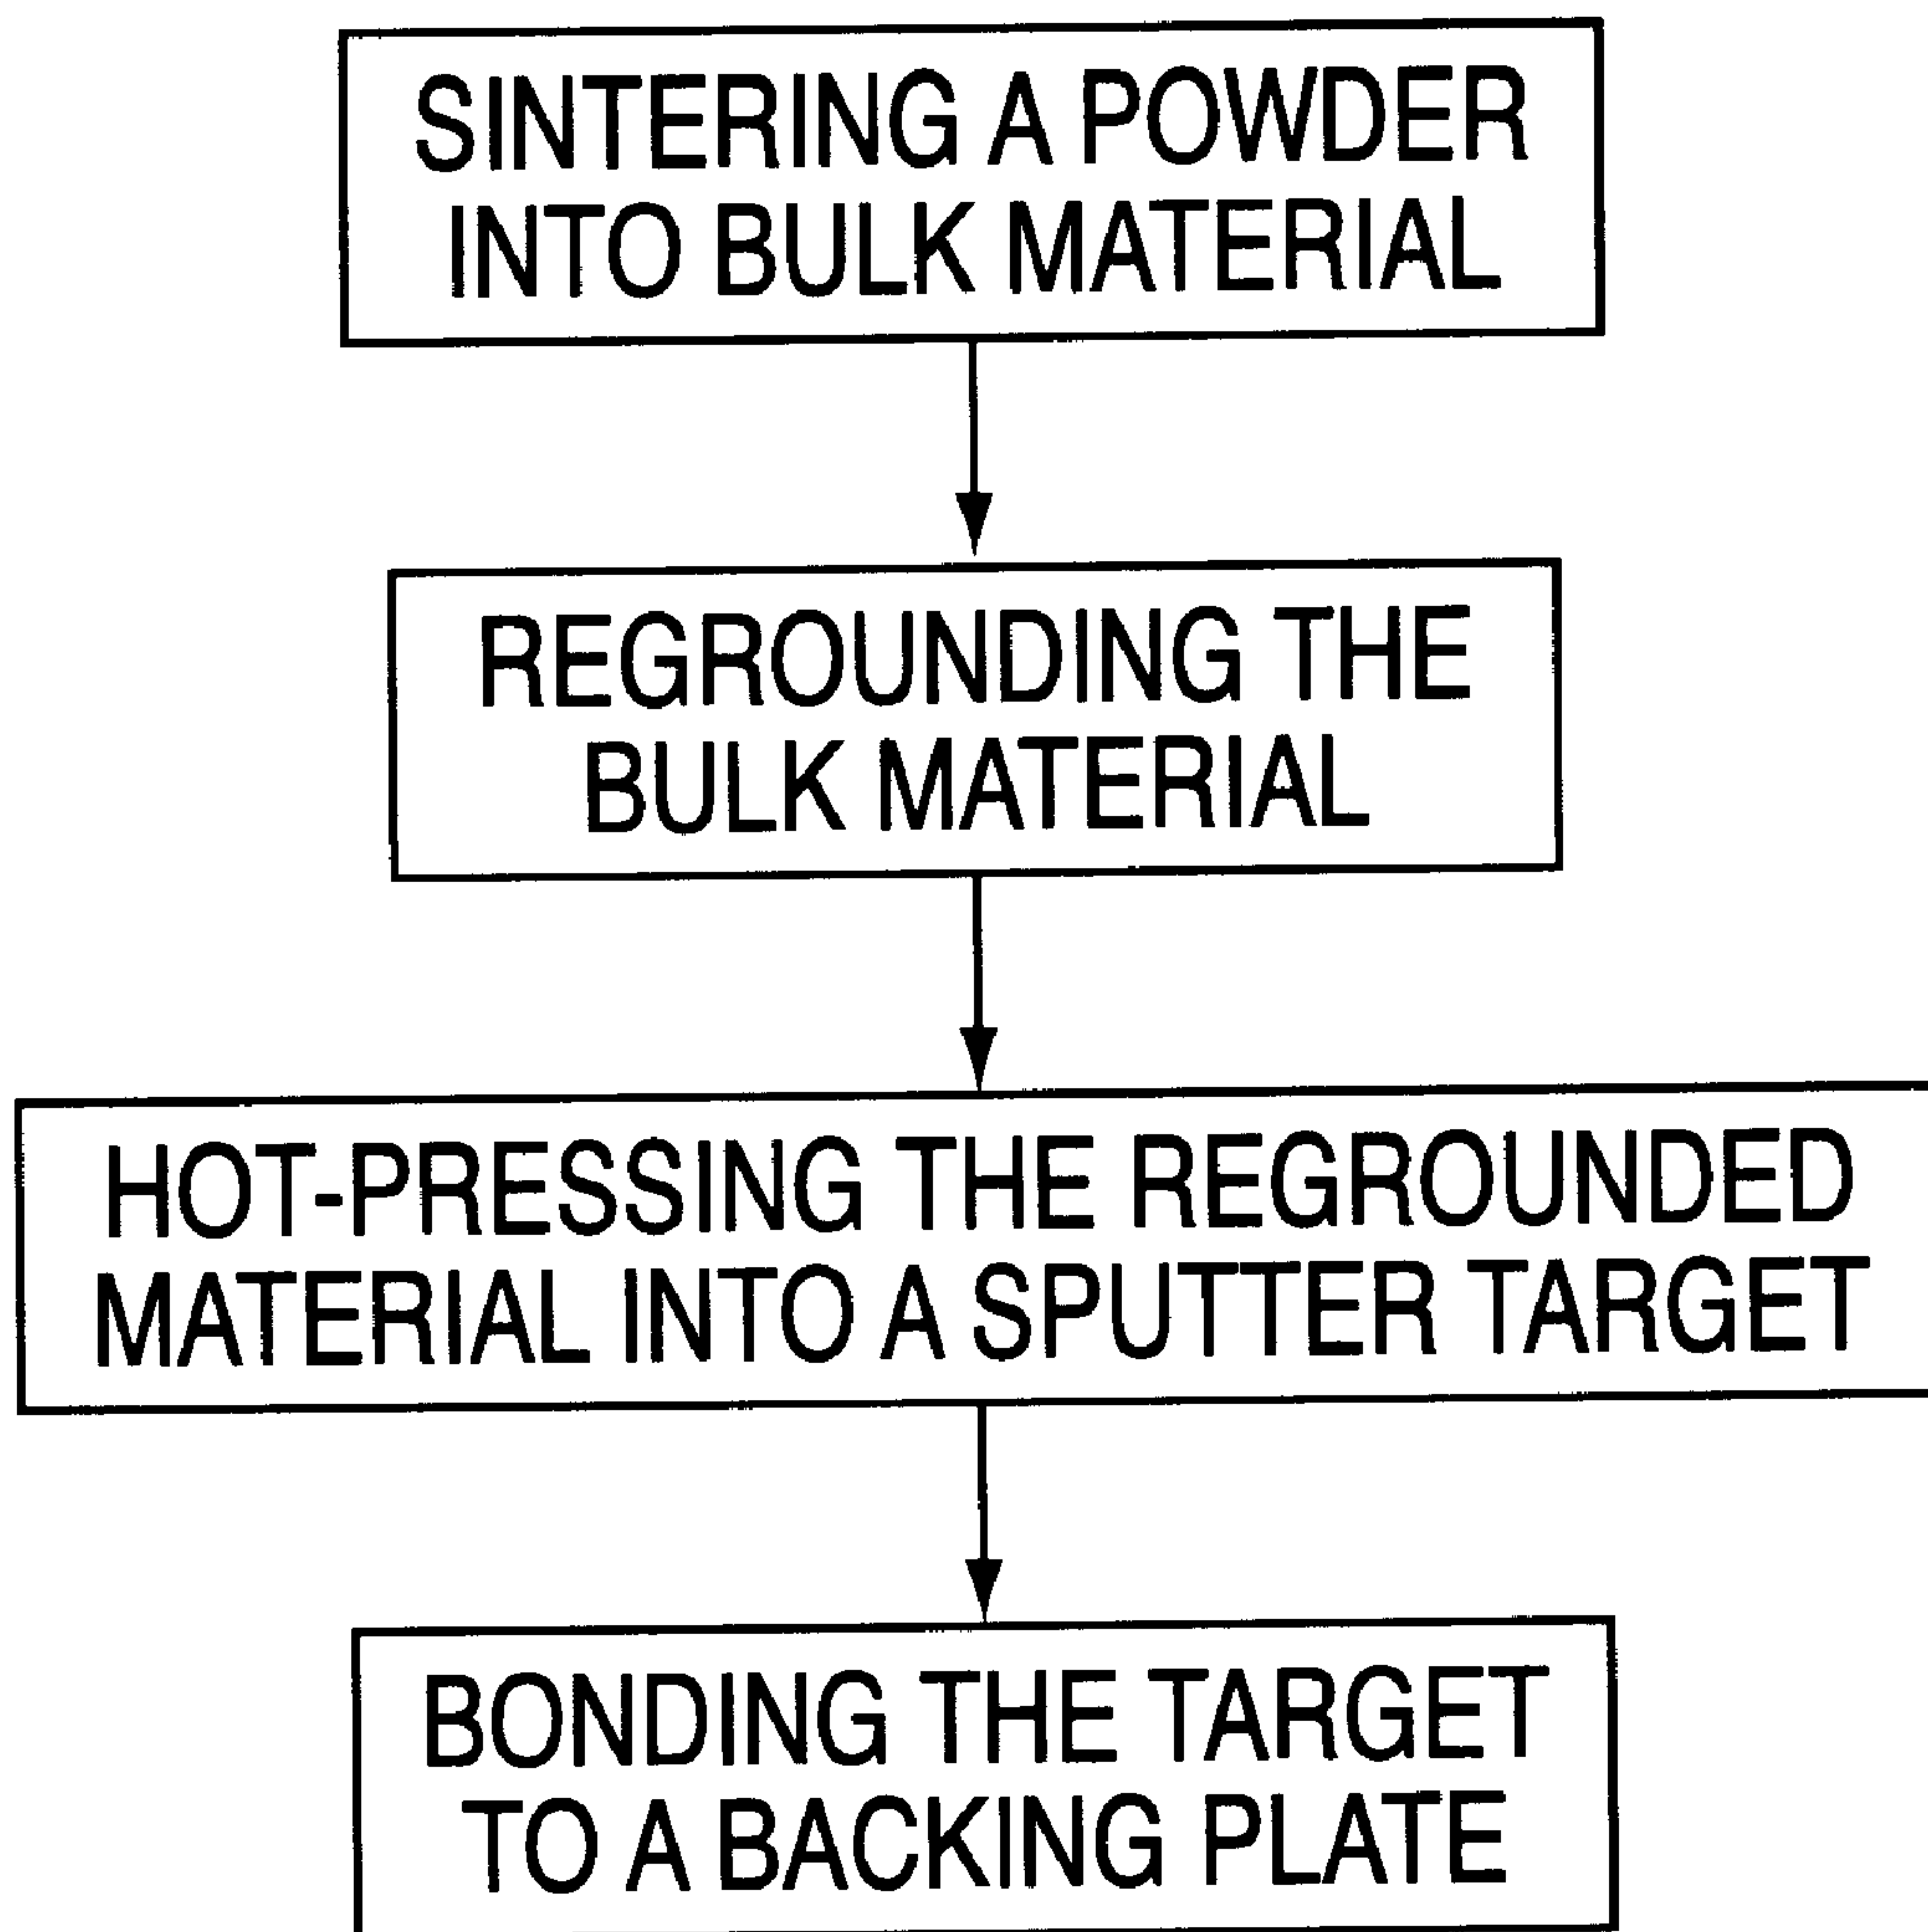 SINTERING A POWDER
INTO BULK MATERIAL
REGROUNDING THE
BULK MATERIAL
HOT-PRESSING THE REGROUNDED
MATERIAL INTO A SPUTTER TARGET
BONDING THE TARGET
TO A BACKING PLATE